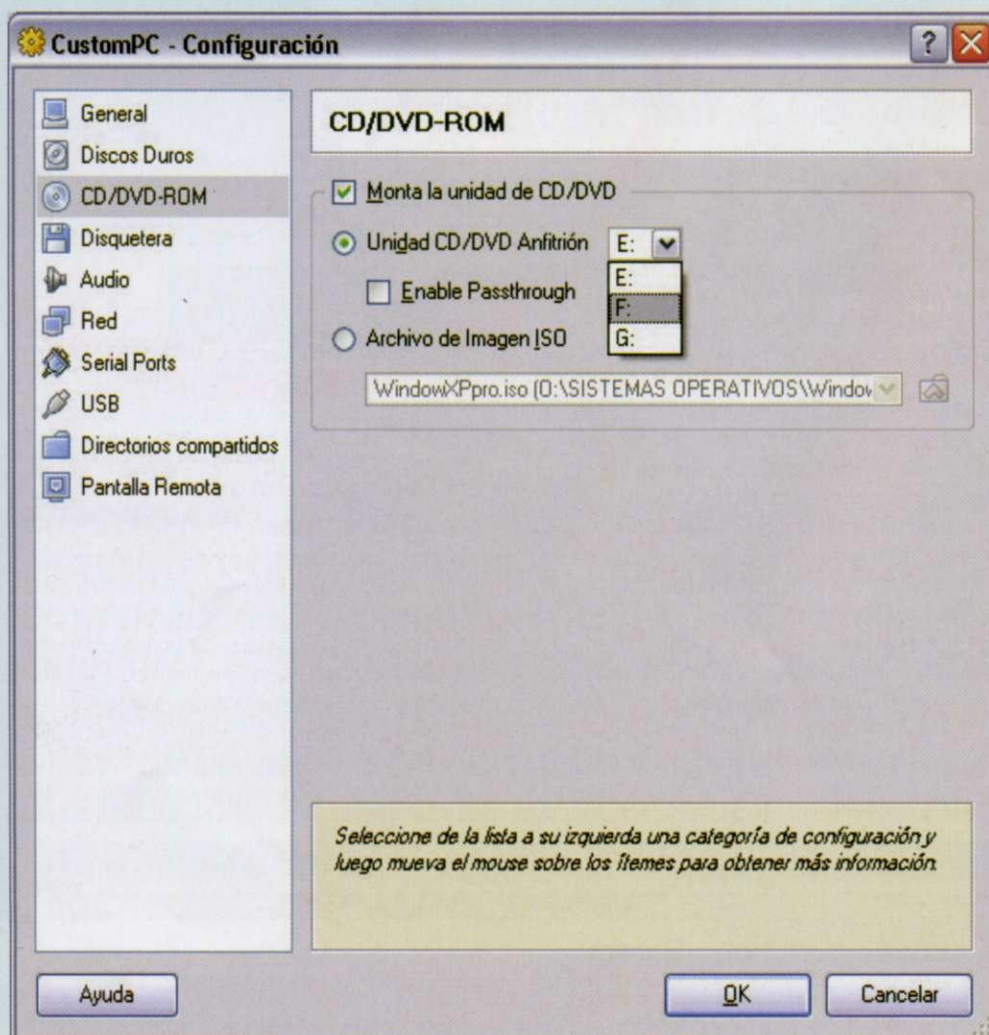 CustomPC - Configuración
?
General
Discos Duros
CD/DVD-ROM
Disquetera
Audio
Red
Serial Ports
USB
Directorios compartidos
Pantalla Remota
CD/DVD-ROM
Monta la unidad de CD/DVD
Unidad CD/DVD Anfitrión E:
E:
Enable Passthrough
F:
Archivo de Imagen ISO
G:
WindowXPpro.iso (O:\SISTEMAS OPERATIVOS\Window
Seleccione de la lista a su izquierda una categoría de configuración y
luego mueva el mouse sobre los ítemes para obtener más información.
Ayuda
OK
Cancelar